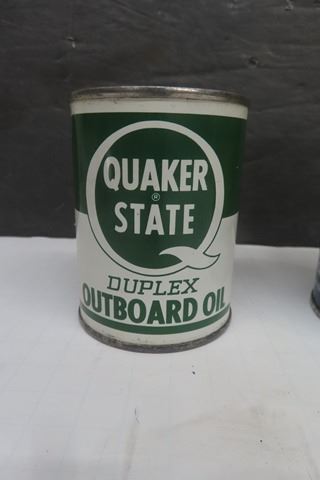 QUAKER
®
STATE
DUPLEX
OUTBOARD OIL